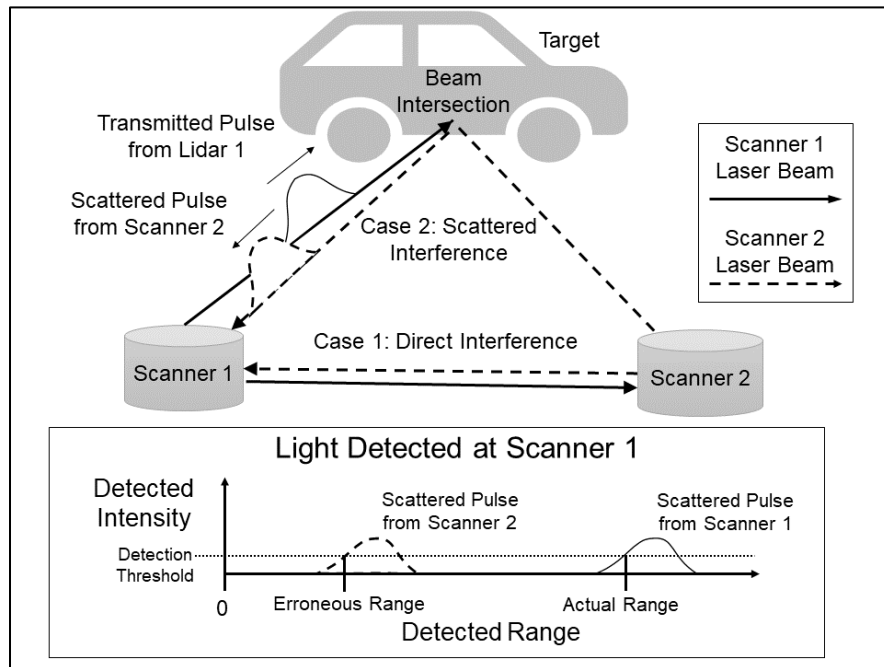 Target
Beam
Intersection
Transmitted Pulse
from Lidar 1
Scattered Pulse
from Scanner 2
Case 2: Scattered
Interference
Scanner 1
Laser Beam
Scanner 2
Laser Beam
Case 1: Direct Interference
Scanner 1
Scanner 2
Light Detected at Scanner 1
Detected
Intensity
Scattered Pulse
from Scanner 2
Scattered Pulse
from Scanner 1
Detection
Threshold
0
Erroneous Range
Actual Range
Detected Range